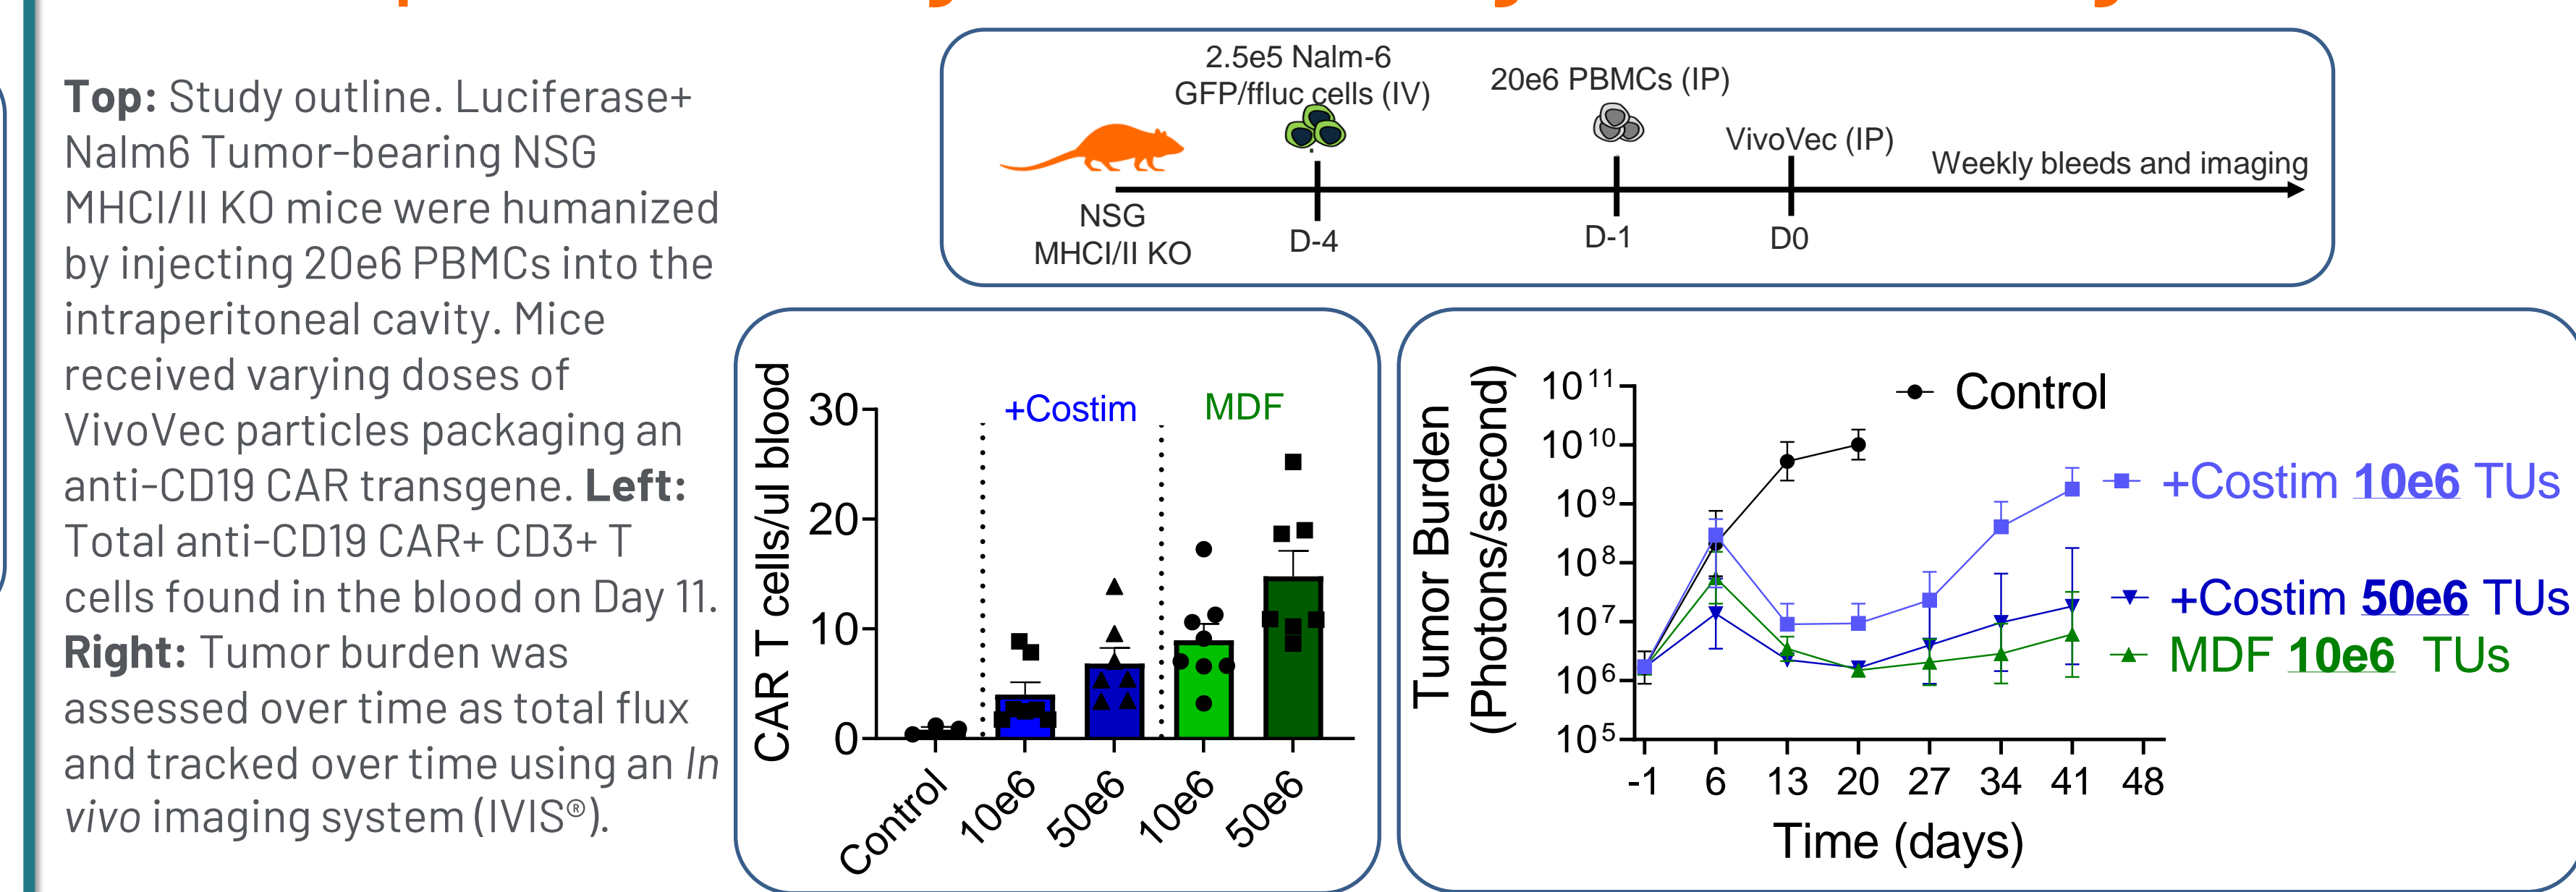 Top: Study outline. Luciferase+
Nalm6 Tumor-bearing NSG
MHCI/II KO mice were humanized
by injecting 20e6 PBMCs into the
intraperitoneal cavity. Mice
received varying doses of
VivoVec particles packaging an
anti-CD19 CAR transgene. Left:
Total anti-CD19 CAR+ CD3+ T
cells found in the blood on Day 11.
Right: Tumor burden was
assessed over time as total flux
and tracked over time using an In
vivo imaging system (IVIS®).
2.5e5 Nalm-6
GFP/ffluc cells (IV)
20e6 PBMCs (IP)
VivoVec (IP)
Weekly bleeds and imaging
NSG
MHCI/II KO
D-4
D-1
D0
CAR T cells/ul blood
30
20
10
0
+Costim
MDF
Control
10e6
50e6
10e6
50e6
Tumor Burden
(Photons/second)
10¹¹
10¹⁰
10⁹
10⁸
10⁷
10⁶
10⁵
Control
+Costim 10e6 TUs
+Costim 50e6 TUs
MDF 10e6 TUs
-1 6 13 20 27 34 41 48
Time (days)